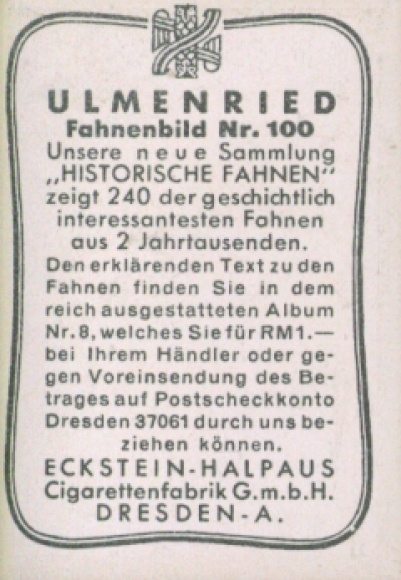 ULMENRIED
Fahnenbild Nr. 100
Unsere neue Sammlung
„HISTORISCHE FAHNEN“
zeigt 240 der geschichtlich
interessantesten Fahnen
aus 2 Jahrtausenden.
Den erklärenden Text zu den
Fahnen finden Sie in dem
reich ausgestatteten Album
Nr. 8, welches Sie für RM 1.—
bei Ihrem Händler oder ge-
gen Voreinsendung des Be-
trages auf Postscheckkonto
Dresden 37061 durch uns be-
ziehen können.
ECKSTEIN-HALPAUS
Cigarettenfabrik G.m.b.H.
DRESDEN-A.